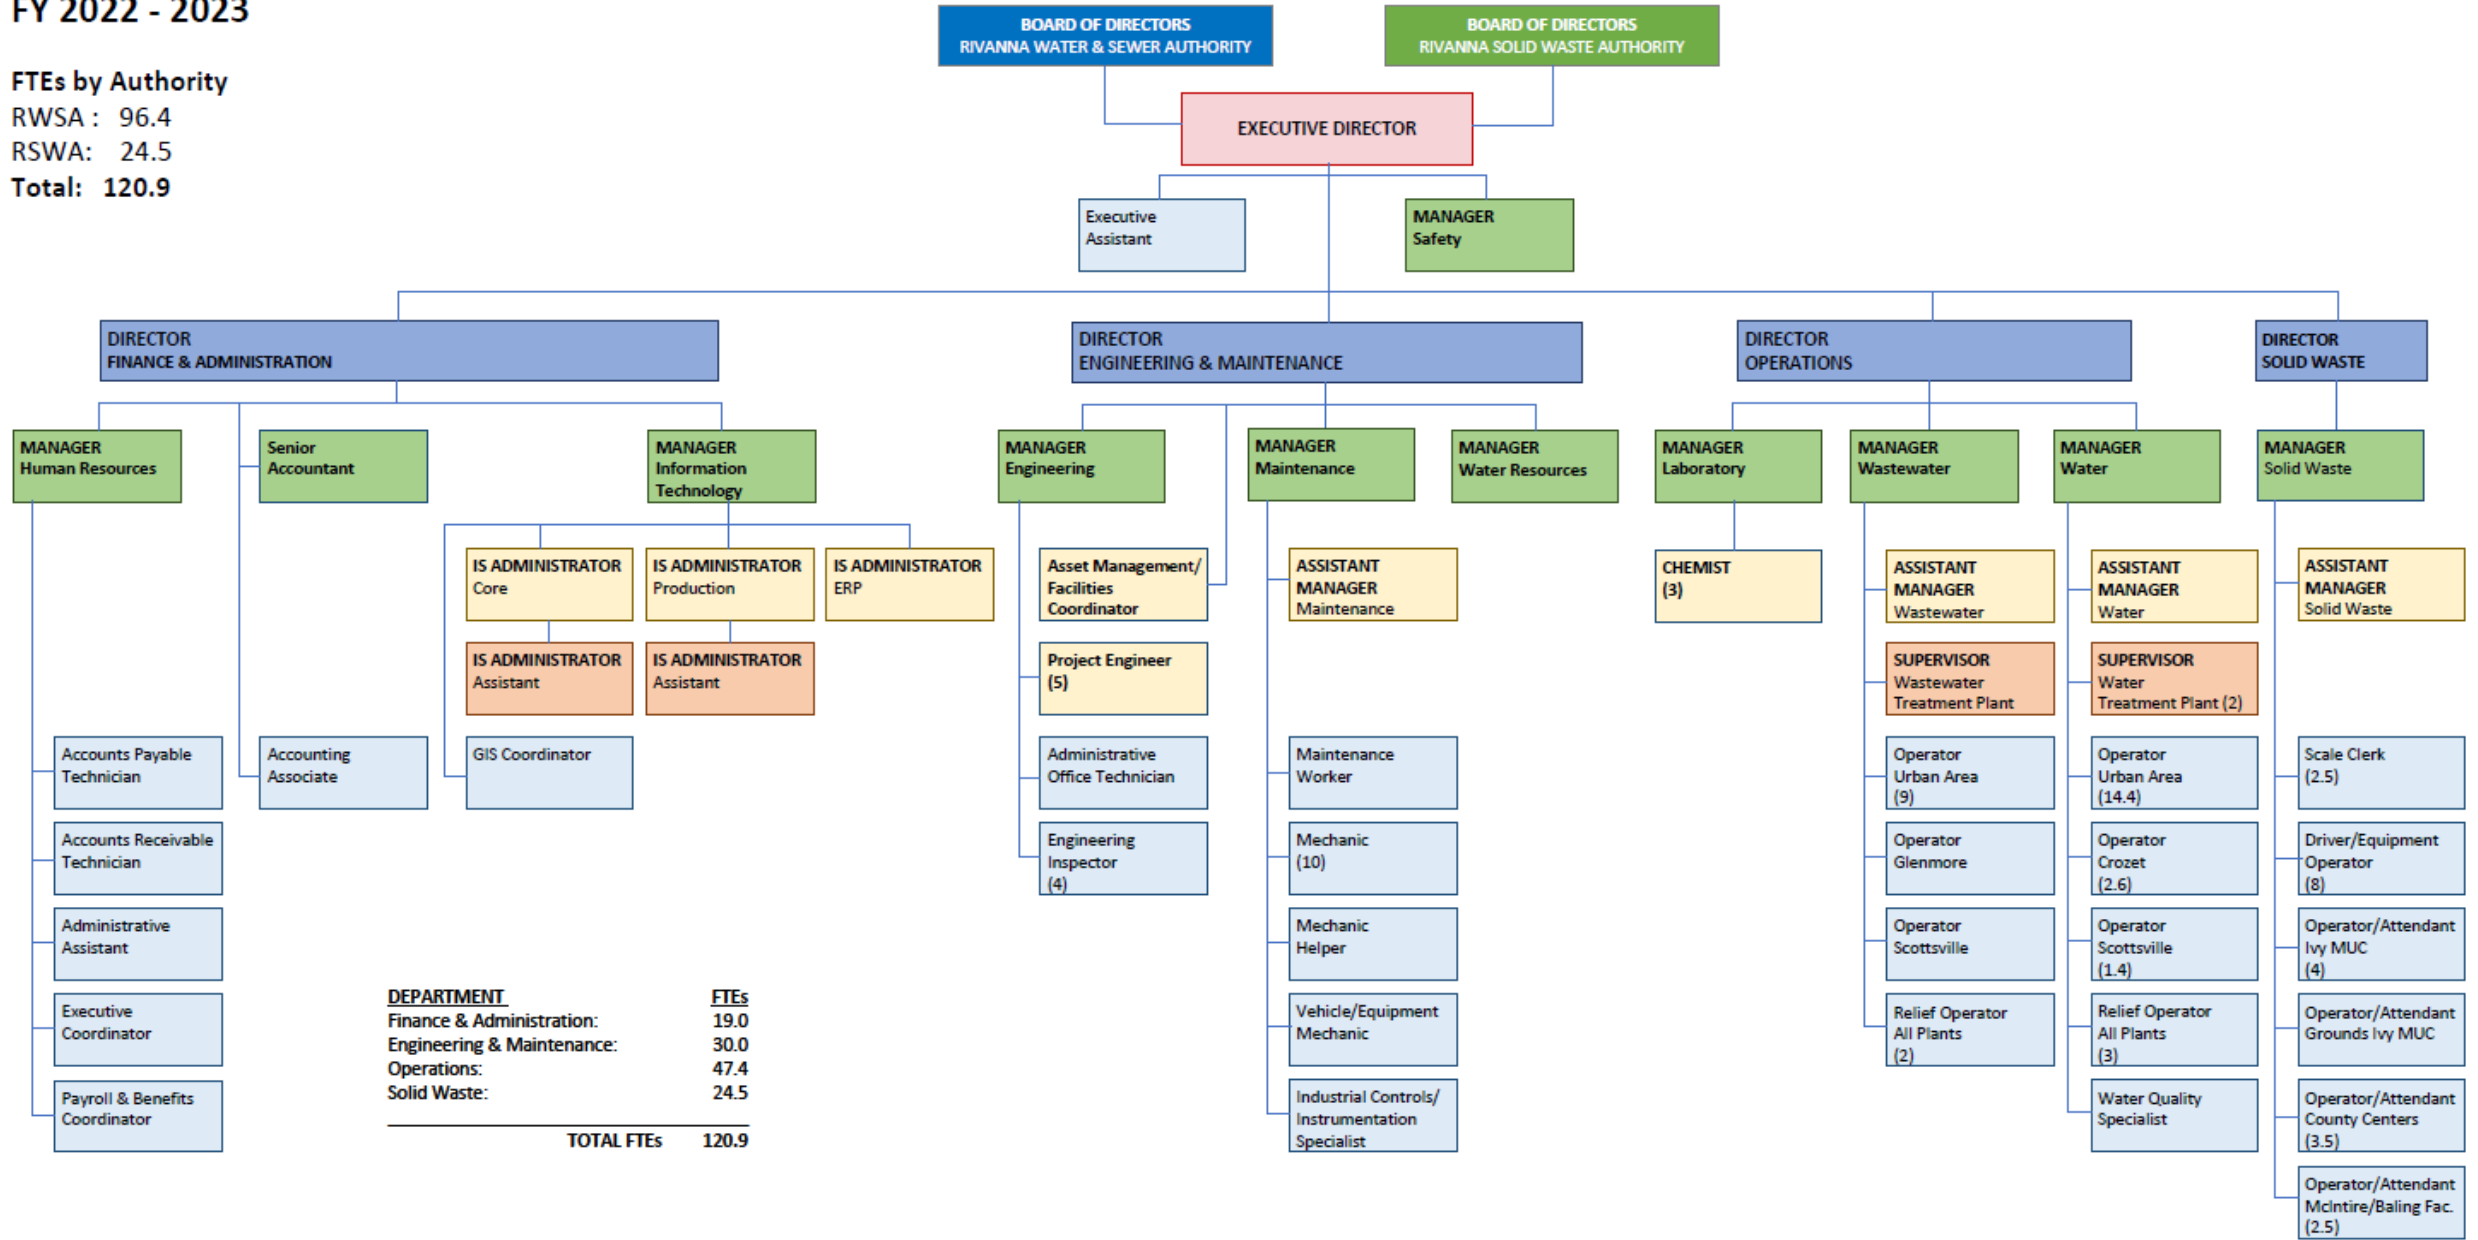 FY 2022 - 2023
FTEs by Authority
RWSA : 96.4
RSWA: 24.5
Total: 120.9
BOARD OF DIRECTORS
RIVANNA WATER & SEWER AUTHORITY
BOARD OF DIRECTORS
RIVANNA SOLID WASTE AUTHORITY
EXECUTIVE DIRECTOR
Executive
Assistant
MANAGER
Safety
DIRECTOR
FINANCE & ADMINISTRATION
DIRECTOR
ENGINEERING & MAINTENANCE
DIRECTOR
OPERATIONS
DIRECTOR
SOLID WASTE
MANAGER
Human Resources
Senior
Accountant
MANAGER
Information
Technology
MANAGER
Engineering
MANAGER
Maintenance
MANAGER
Water Resources
MANAGER
Laboratory
MANAGER
Wastewater
MANAGER
Water
MANAGER
Solid Waste
IS ADMINISTRATOR
Core
IS ADMINISTRATOR
Production
IS ADMINISTRATOR
ERP
Asset Management/
Facilities
Coordinator
ASSISTANT
MANAGER
Maintenance
CHEMIST
(3)
ASSISTANT
MANAGER
Wastewater
ASSISTANT
MANAGER
Water
ASSISTANT
MANAGER
Solid Waste
IS ADMINISTRATOR
Assistant
IS ADMINISTRATOR
Assistant
Project Engineer
(5)
SUPERVISOR
Wastewater
Treatment Plant
SUPERVISOR
Water
Treatment Plant (2)
Accounts Payable
Technician
Accounting
Associate
GIS Coordinator
Administrative
Office Technician
Maintenance
Worker
Operator
Urban Area
(9)
Operator
Urban Area
(14.4)
Scale Clerk
(2.5)
Accounts Receivable
Technician
Engineering
Inspector
(4)
Mechanic
(10)
Operator
Glenmore
Operator
Crozet
(2.6)
Driver/Equipment
Operator
(8)
Administrative
Assistant
Mechanic
Helper
Operator
Scottsville
Operator
Scottsville
(1.4)
Operator/Attendant
Ivy MUC
(4)
Executive
Coordinator
Vehicle/Equipment
Mechanic
Relief Operator
All Plants
(2)
Relief Operator
All Plants
(3)
Operator/Attendant
Grounds Ivy MUC
Payroll & Benefits
Coordinator
Industrial Controls/
Instrumentation
Specialist
Water Quality
Specialist
Operator/Attendant
County Centers
(3.5)
Operator/Attendant
McIntire/Baling Fac.
(2.5)
DEPARTMENT FTEs
Finance & Administration: 19.0
Engineering & Maintenance: 30.0
Operations: 47.4
Solid Waste: 24.5
TOTAL FTEs 120.9